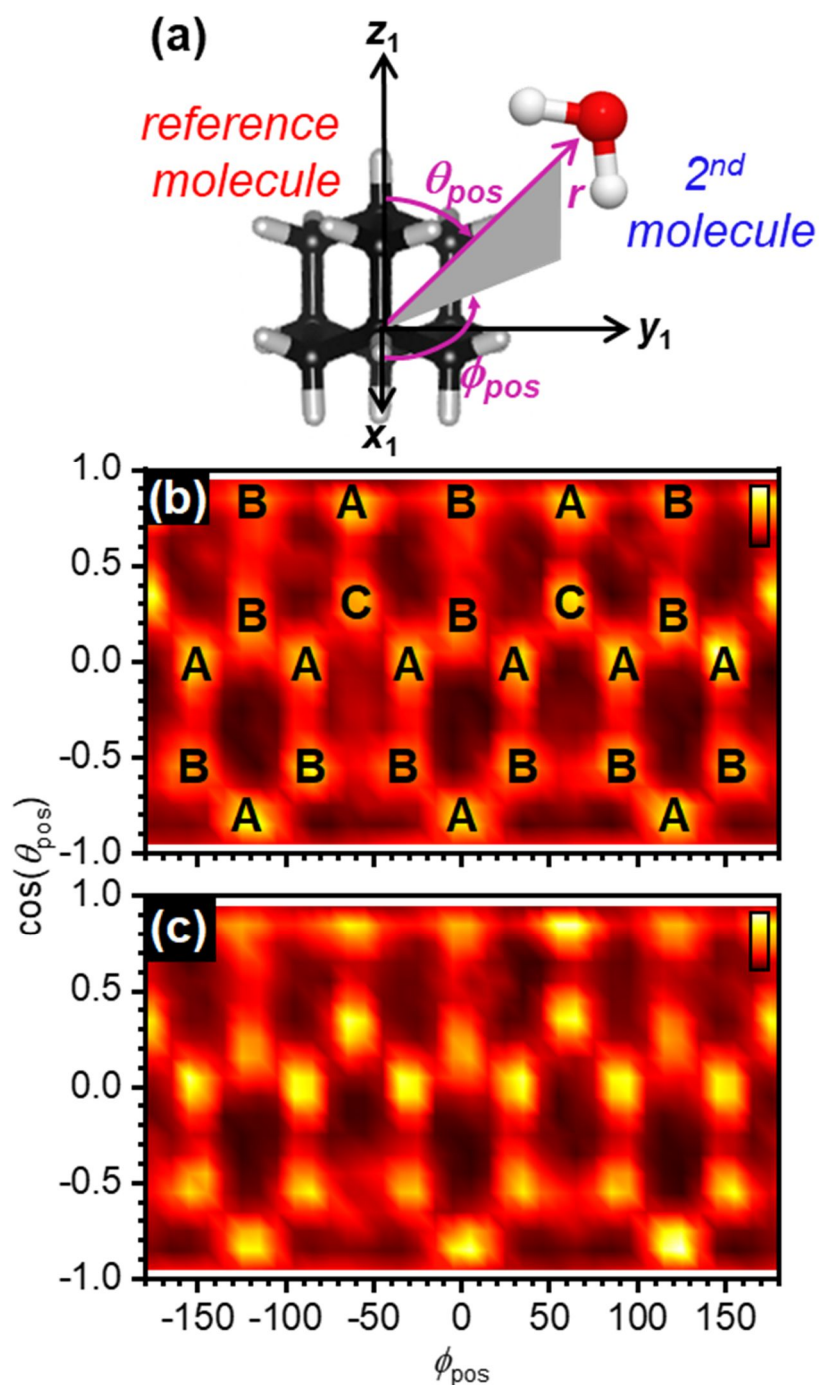 (a)
z1
reference
molecule
θpos
r
2nd
molecule
y1
ϕpos
x1
1.0
(b)
B A B A B
0.5
C C
B B B
0.0
A A A A A A
-0.5
B B B B B B
A A A
-1.0
cos(θpos)
1.0
(c)
0.5
0.0
-0.5
-1.0
-150 -100 -50 0 50 100 150
ϕpos